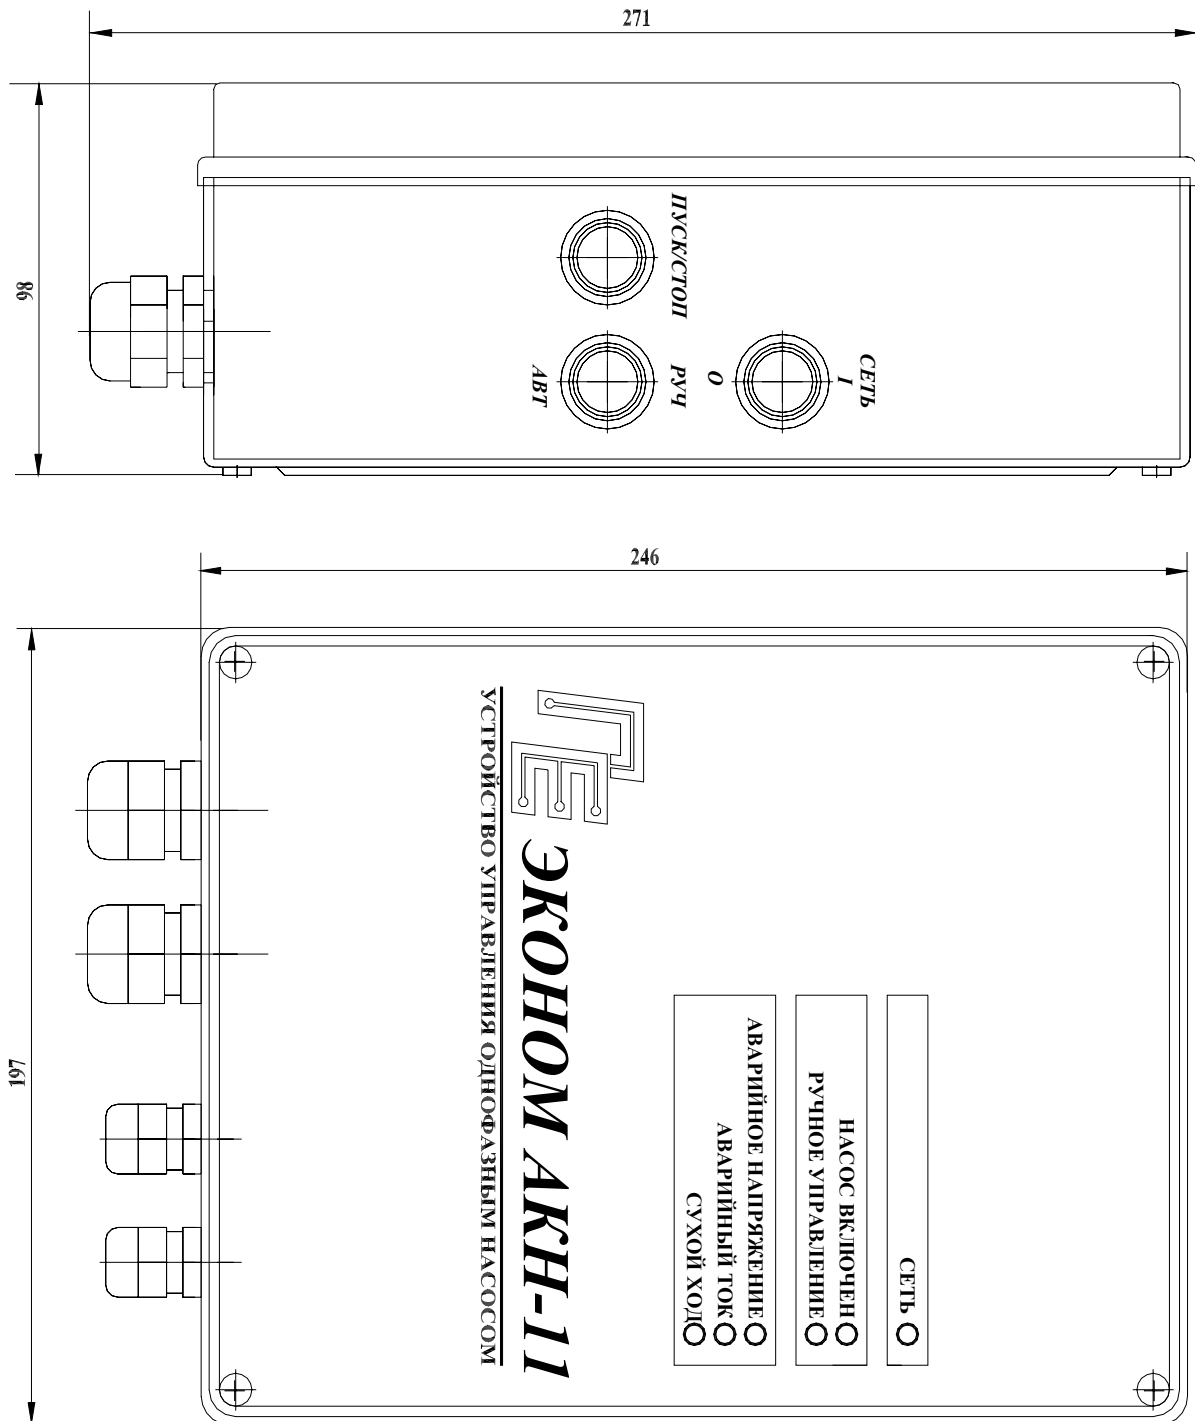 271
98
ПУСК/СТОП
РУЧ
АВТ
СЕТЬ
I
O
246
197
ЭКОНОМ АКН-11
УСТРОЙСТВО УПРАВЛЕНИЯ ОДНОФАЗНЫМ НАСОСОМ
СЕТЬ
НАСОС ВКЛЮЧЕН
РУЧНОЕ УПРАВЛЕНИЕ
АВАРИЙНОЕ НАПРЯЖЕНИЕ
АВАРИЙНЫЙ ТОК
СУХОЙ ХОД